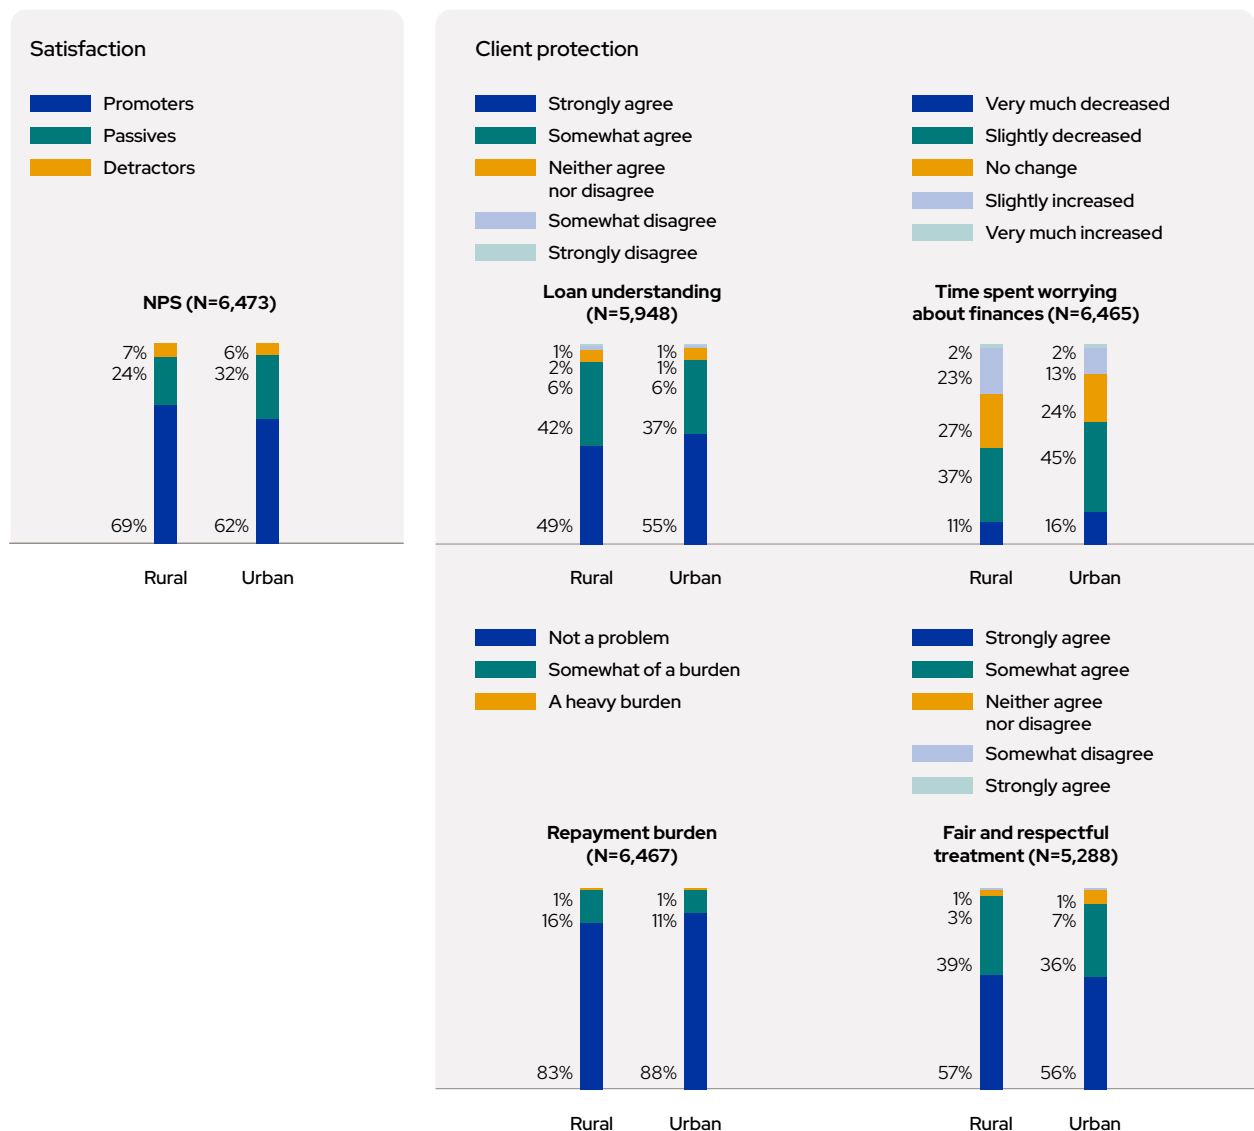 Satisfaction
Promoters
Passives
Detractors
NPS (N=6,473)
7%
24%
69%
6%
32%
62%
Rural
Urban
Client protection
Strongly agree
Somewhat agree
Neither agree
nor disagree
Somewhat disagree
Strongly disagree
Loan understanding
(N=5,948)
1%
2%
6%
42%
49%
1%
1%
6%
37%
55%
Rural
Urban
Very much decreased
Slightly decreased
No change
Slightly increased
Very much increased
Time spent worrying
about finances (N=6,465)
2%
23%
27%
37%
11%
2%
13%
24%
45%
16%
Rural
Urban
Not a problem
Somewhat of a burden
A heavy burden
Repayment burden
(N=6,467)
1%
16%
83%
1%
11%
88%
Rural
Urban
Strongly agree
Somewhat agree
Neither agree
nor disagree
Somewhat disagree
Strongly agree
Fair and respectful
treatment (N=5,288)
1%
3%
39%
57%
1%
7%
36%
56%
Rural
Urban